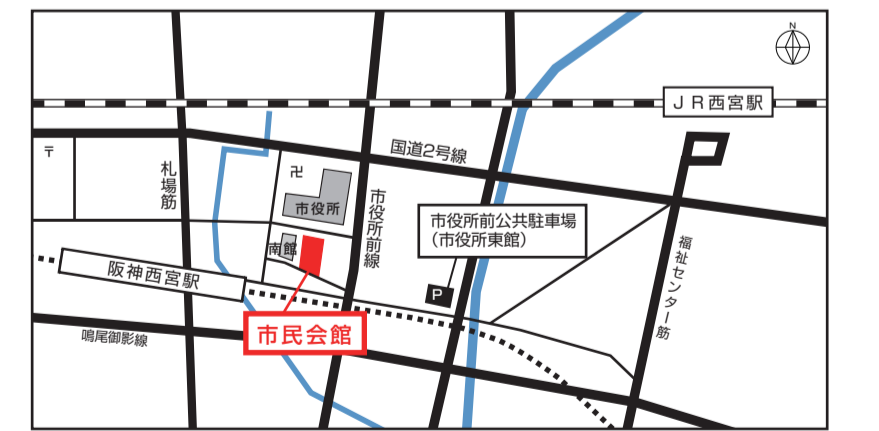 N
JR西宮駅
国道2号線
〒
卍
札場筋
市役所
市役所前線
市役所前公共駐車場
(市役所東館)
南館
福祉センター筋
阪神西宮駅
P
市民会館
鳴尾御影線